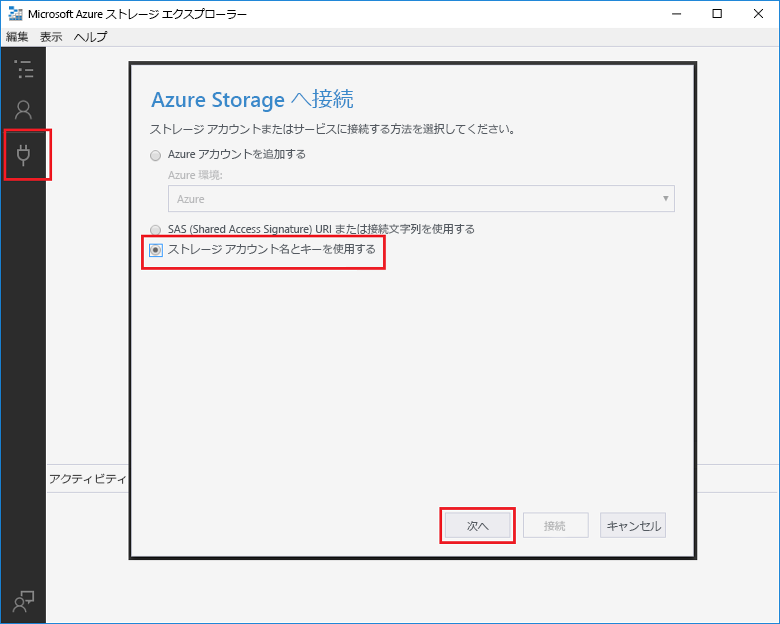 Microsoft Azure ストレージ エクスプローラー
編集 表示 ヘルプ
Azure Storage へ接続
ストレージ アカウントまたはサービスに接続する方法を選択してください。
Azure アカウントを追加する
Azure 環境:
Azure
SAS (Shared Access Signature) URI または接続文字列を使用する
ストレージ アカウント名とキーを使用する
アクティビティ
次へ 接続 キャンセル